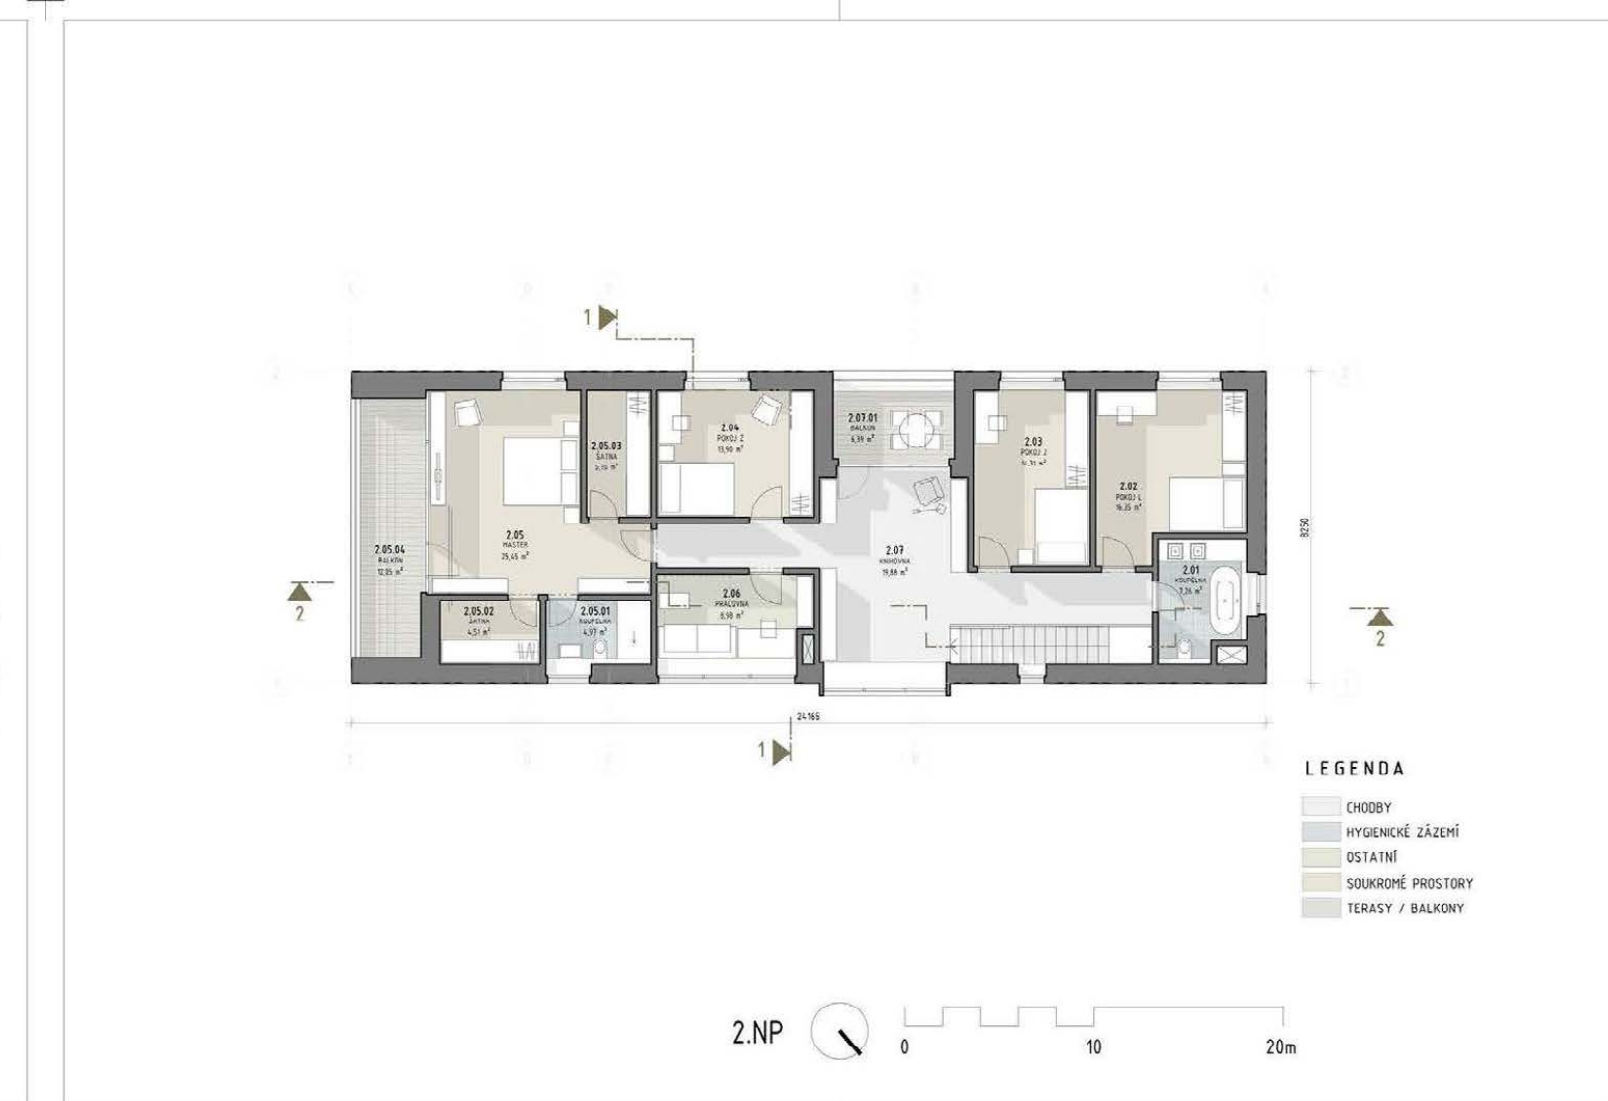 1
2.07.01
BALKON
6,39 m²
2.04
POKOJ Z
13,90 m²
2.05.03
ŠATNA
2.03
POKOJ J
2.02
POKOJ L
16,35 m²
2.05
MASTER
25,45 m²
2.05.04
BALKON
12,05 m²
2.07
KNIHOVNA
19,88 m²
8250
2.01
KOUPELNA
7,26 m²
2.06
PRACOVNA
8,98 m²
2.05.02
ŠATNA
4,51 m²
2.05.01
KOUPELNA
4,97 m²
2
2
24165
1
LEGENDA
CHODBY
HYGIENICKÉ ZÁZEMÍ
OSTATNÍ
SOUKROMÉ PROSTORY
TERASY / BALKONY
2.NP
0 10 20m